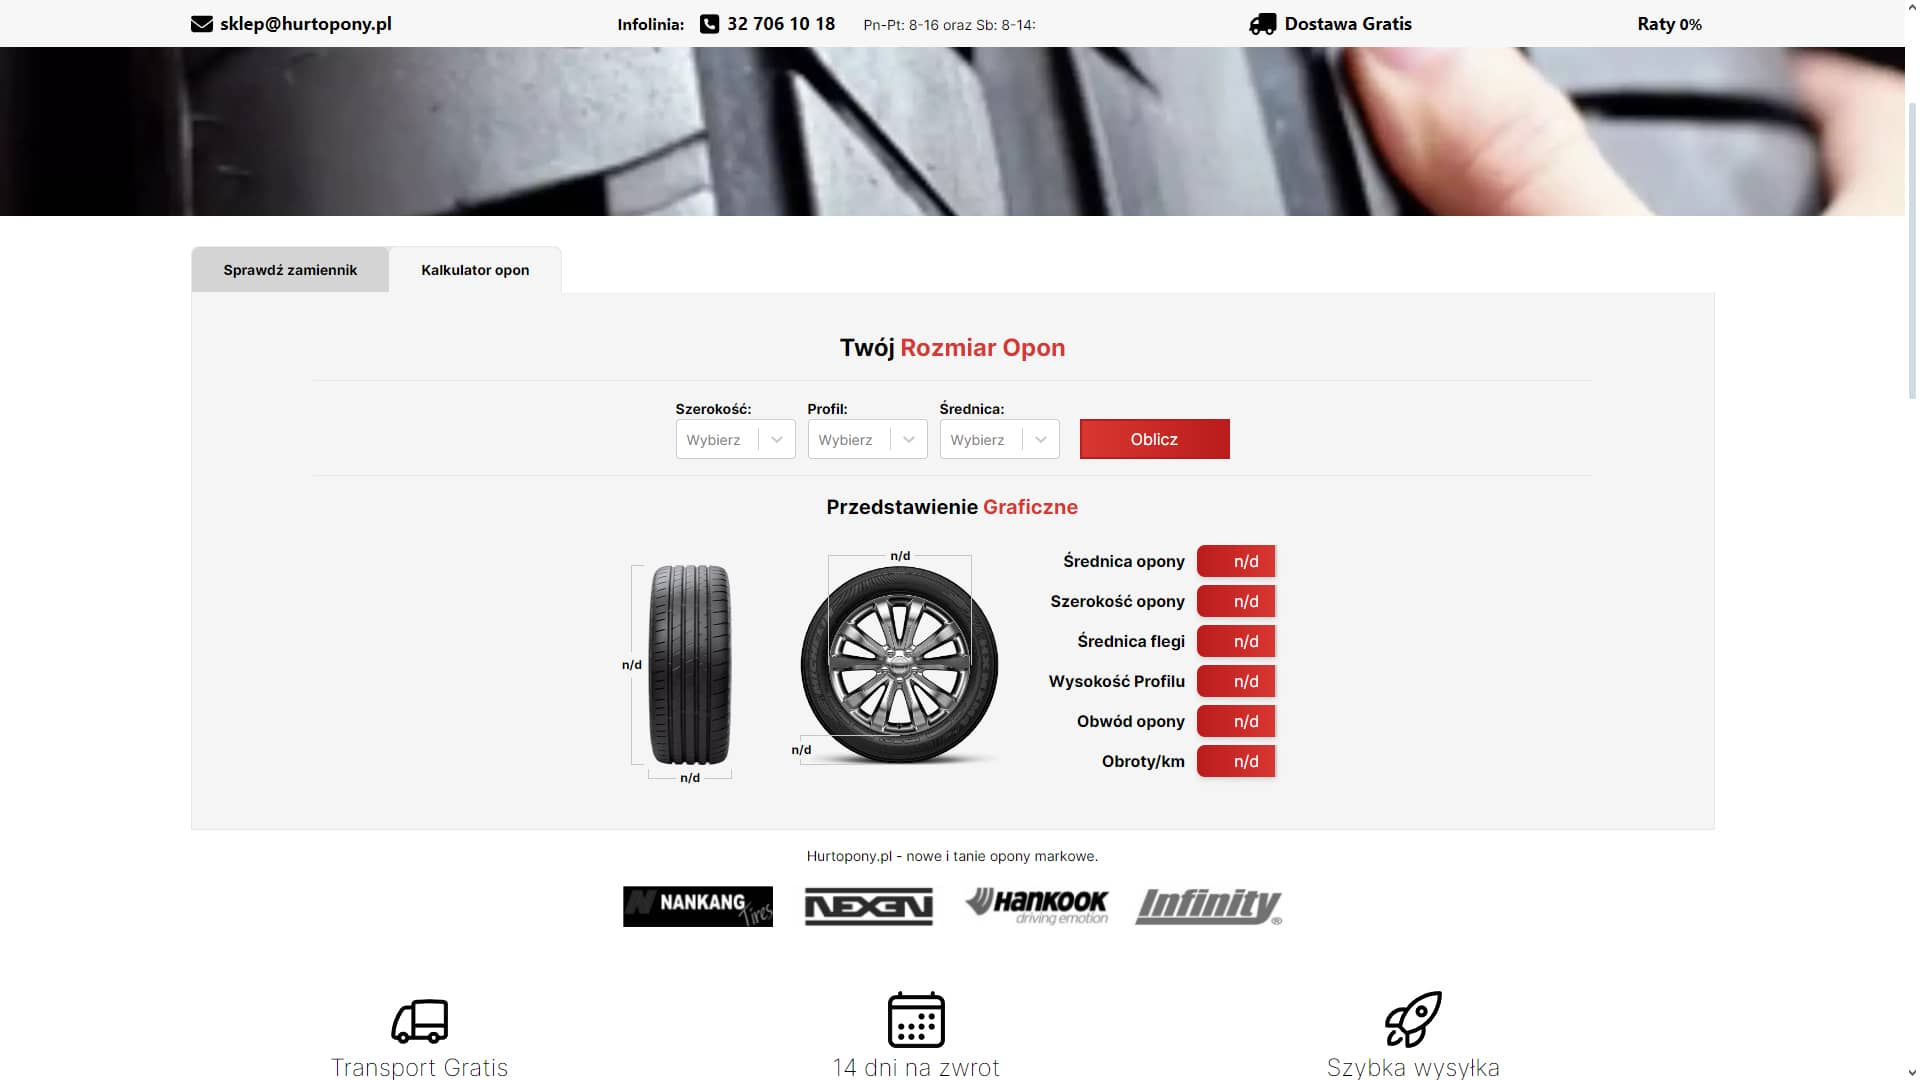 sklep@hurtopony.pl
Infolinia: 32 706 10 18 Pn-Pt: 8-16 oraz Sb: 8-14:
Dostawa Gratis
Raty 0%
Sprawdź zamiennik
Kalkulator opon
Twój Rozmiar Opon
Szerokość: Profil: Średnica:
Wybierz Wybierz Wybierz Oblicz
Przedstawienie Graficzne
n/d
n/d
n/d
n/d
Średnica opony n/d
Szerokość opony n/d
Średnica flegi n/d
Wysokość Profilu n/d
Obwód opony n/d
Obroty/km n/d
Hurtopony.pl - nowe i tanie opony markowe.
NANKANG Tires
NEXEN
HANKOOK
driving emotion
Infinity®
Transport Gratis
14 dni na zwrot
Szybka wysyłka